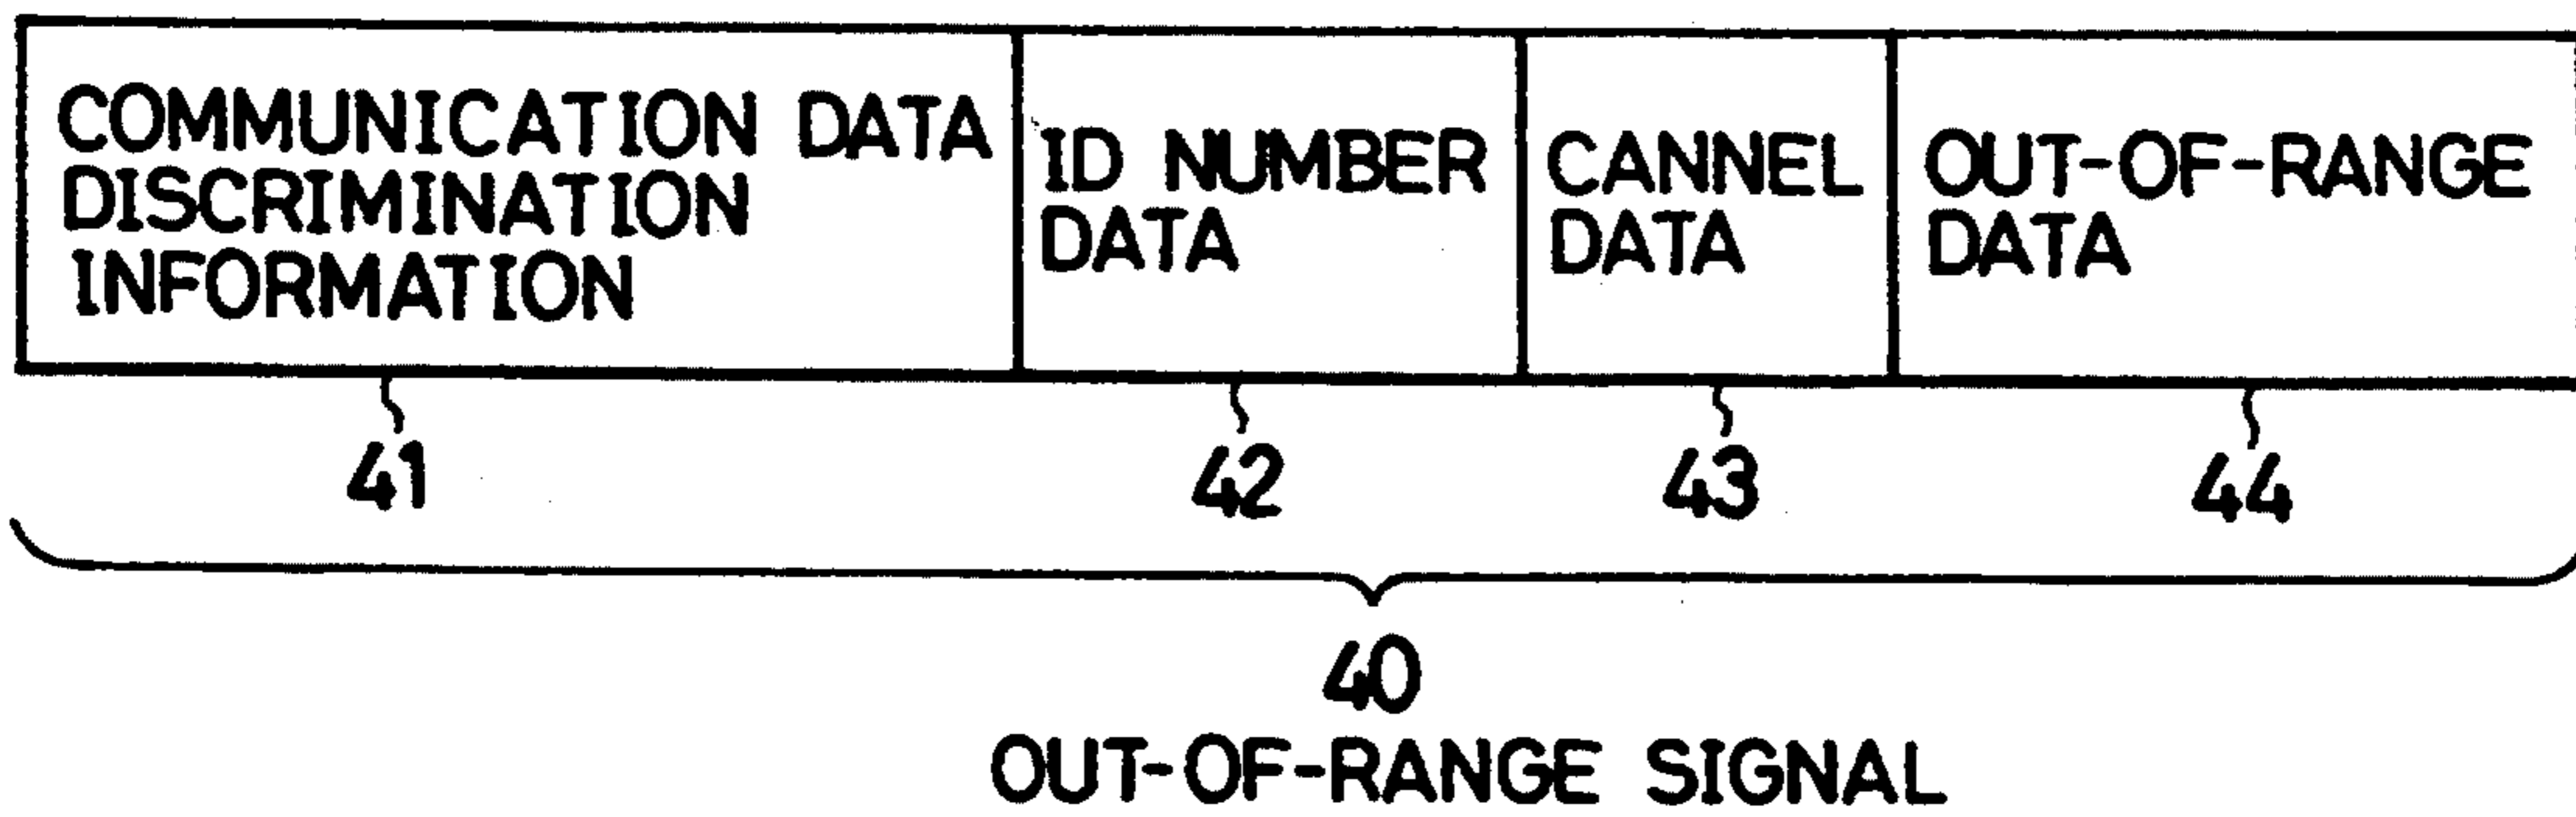 COMMUNICATION DATA
DISCRIMINATION
INFORMATION
ID NUMBER
DATA
CANNEL
DATA
OUT-OF-RANGE
DATA
41
42
43
44
40
OUT-OF-RANGE SIGNAL